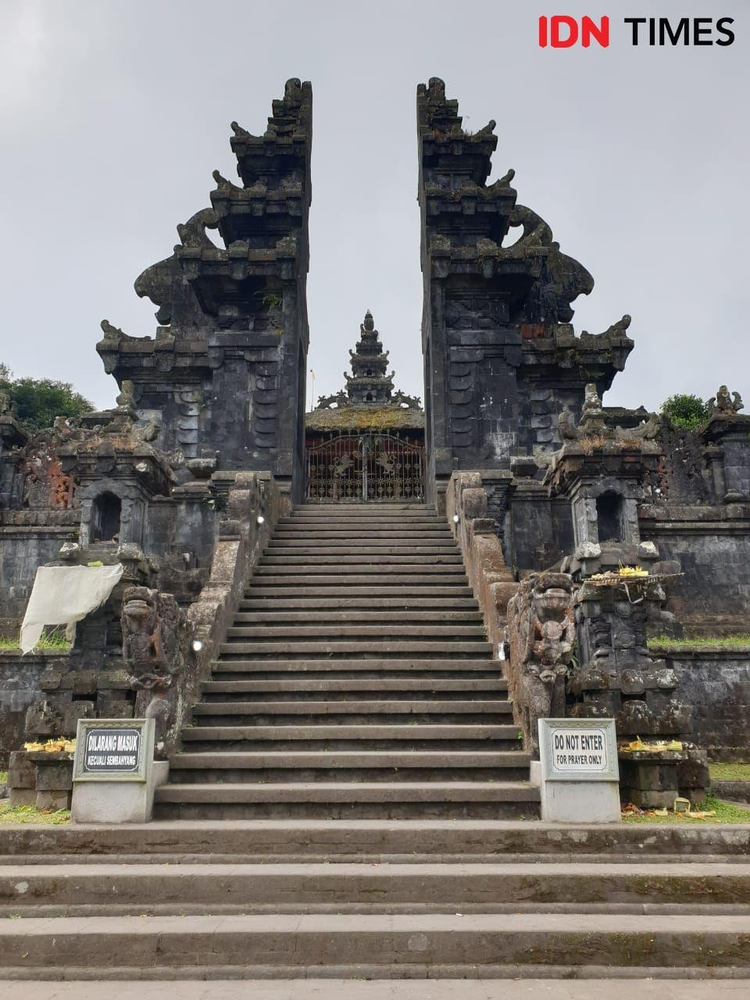 IDN TIMES
DILARANG MASUK
KECUALI SEMBAHYANG
DO NOT ENTER
FOR PRAYER ONLY